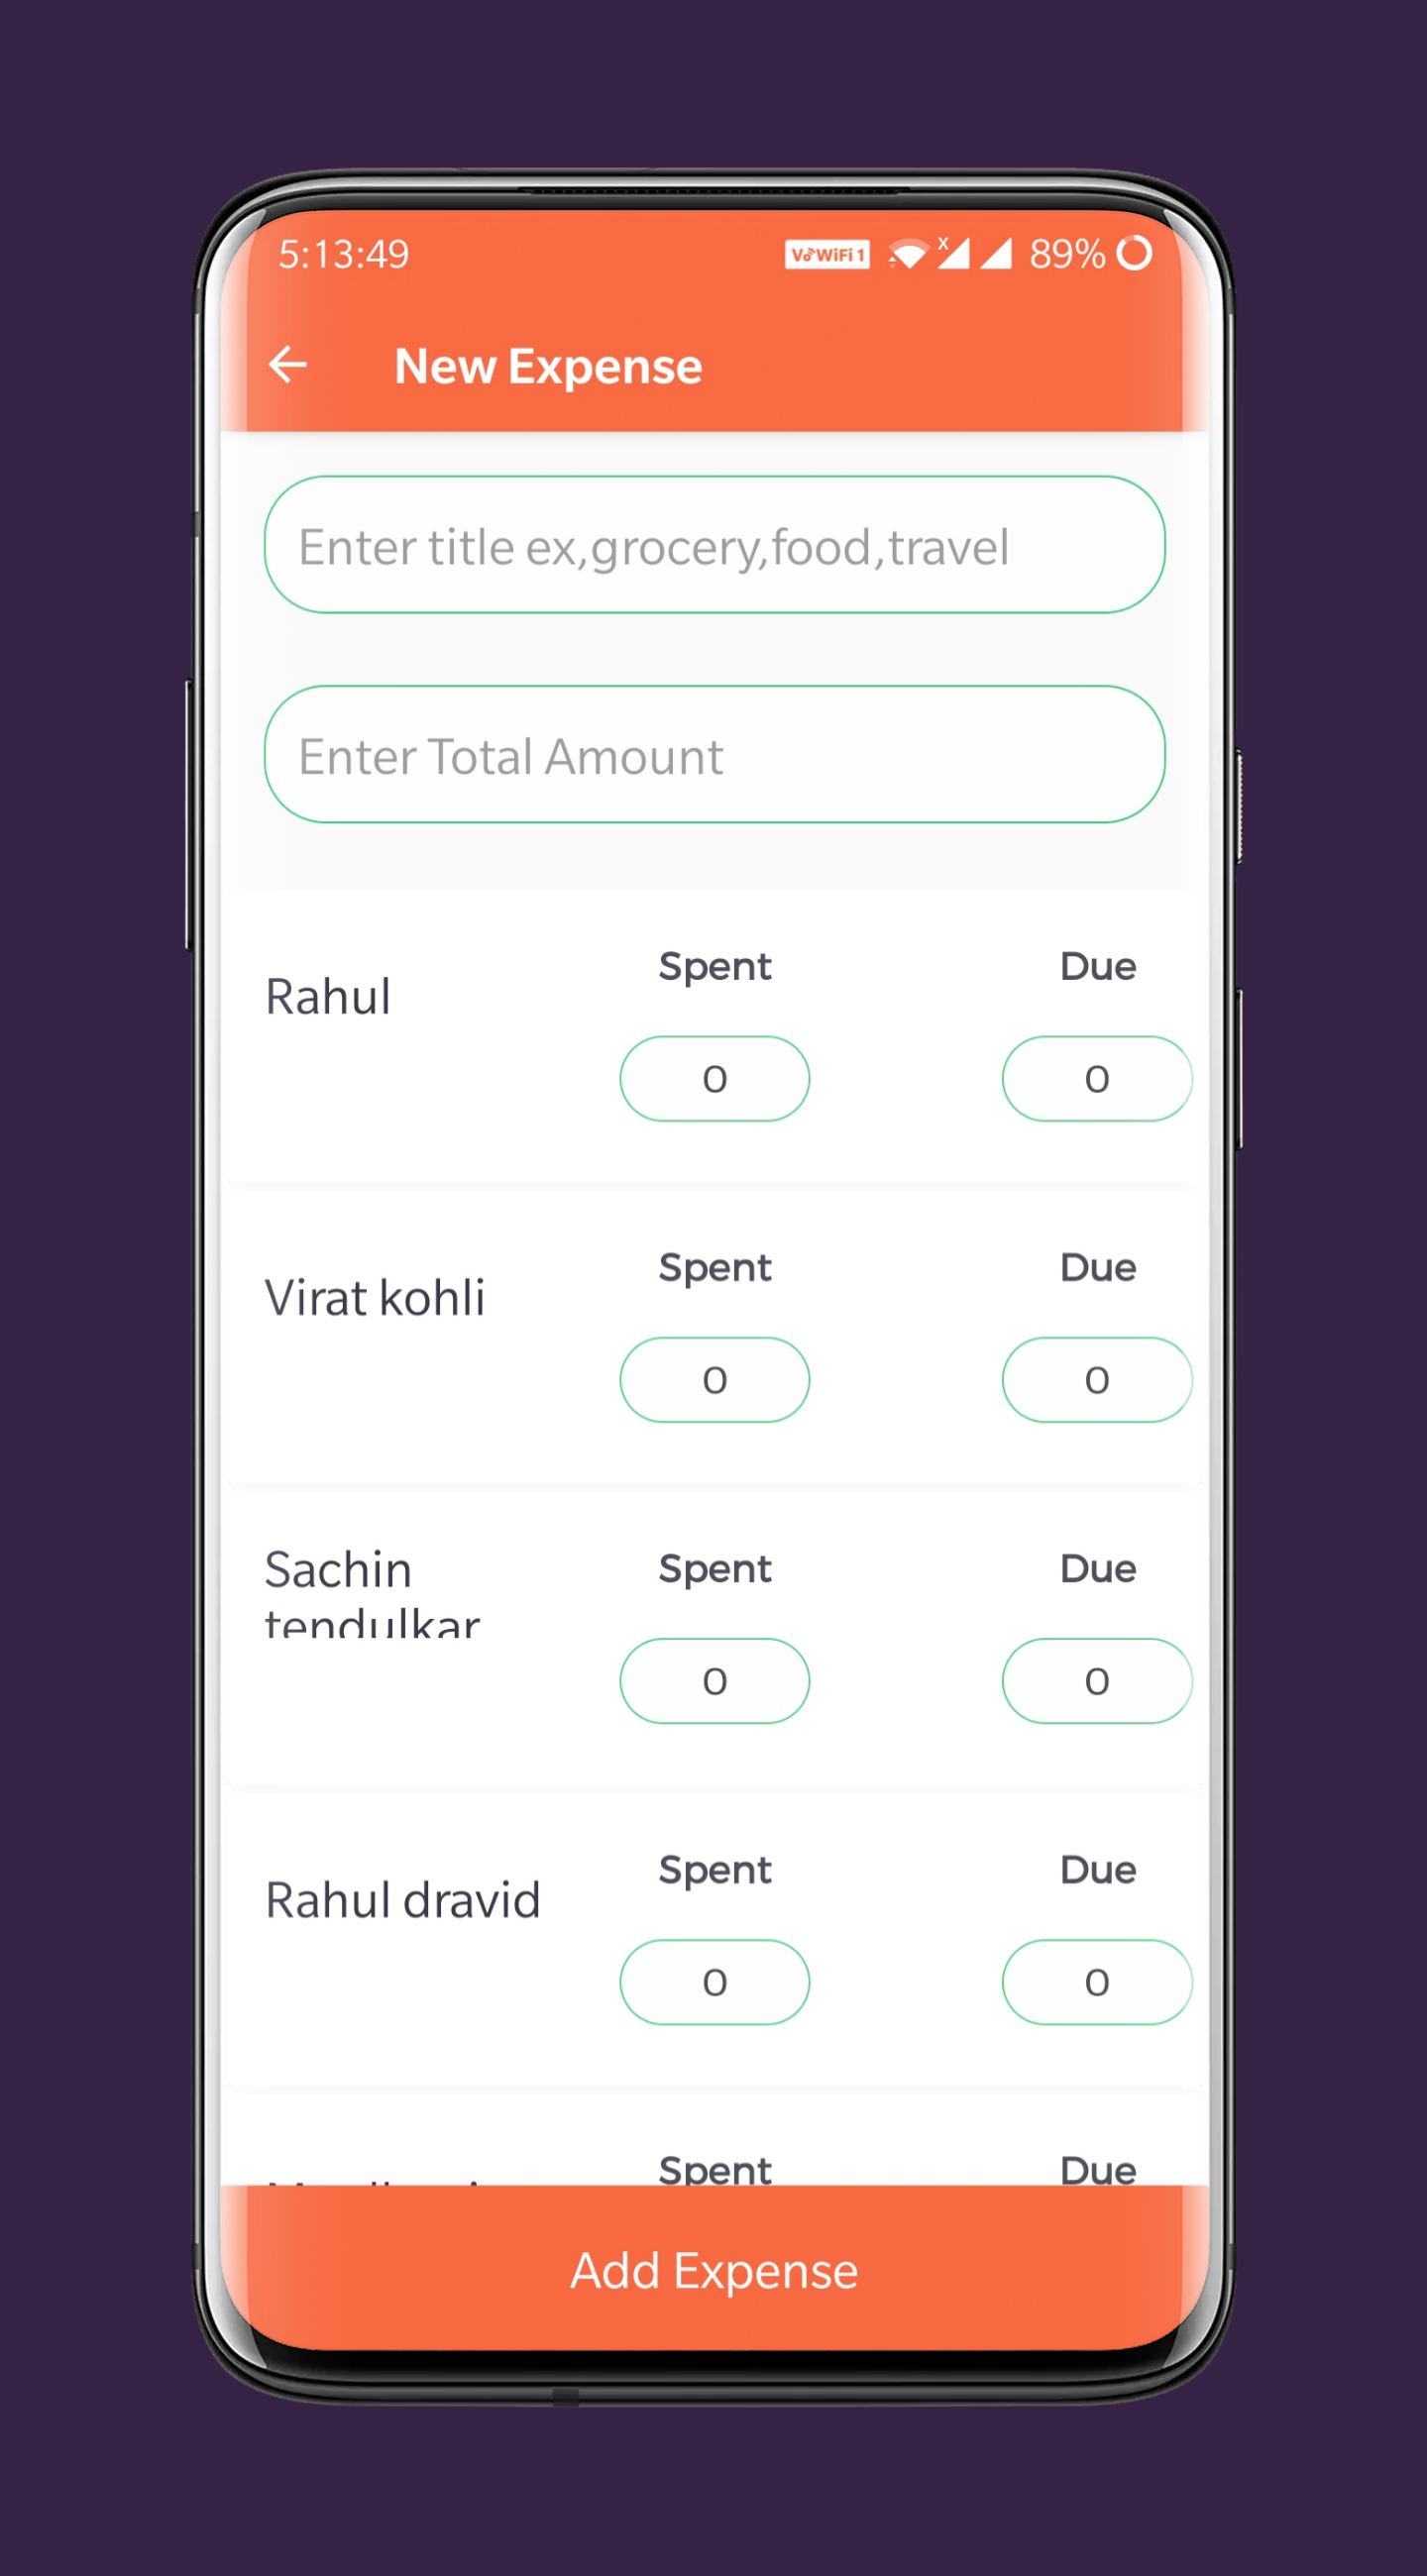 5:13:49 VoWiFi 1 x 89%
New Expense
Enter title ex,grocery,food,travel
Enter Total Amount
Rahul Spent Due
0 0
Virat kohli Spent Due
0 0
Sachin Spent Due
tendulkar
0 0
Rahul dravid Spent Due
0 0
Spent Due
Add Expense